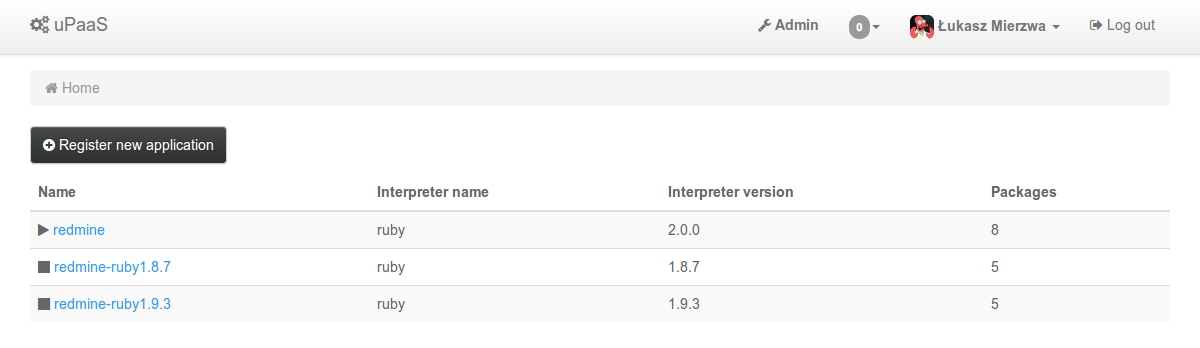 uPaaS Admin 0 Łukasz Mierzwa Log out
Home
Register new application
Name Interpreter name Interpreter version Packages
redmine ruby 2.0.0 8
redmine-ruby1.8.7 ruby 1.8.7 5
redmine-ruby1.9.3 ruby 1.9.3 5